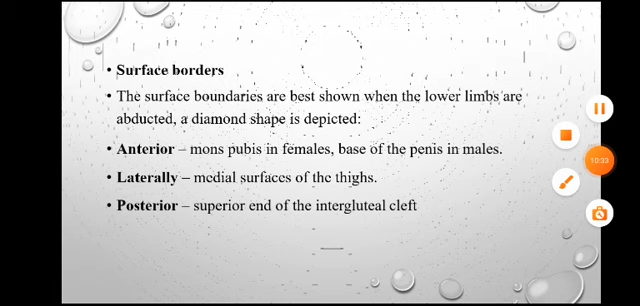 • Surface borders
• The surface boundaries are best shown when the lower limbs are
abducted, a diamond shape is depicted:
• Anterior – mons pubis in females, base of the penis in males.
• Laterally – medial surfaces of the thighs.
• Posterior – superior end of the intergluteal cleft
10:33